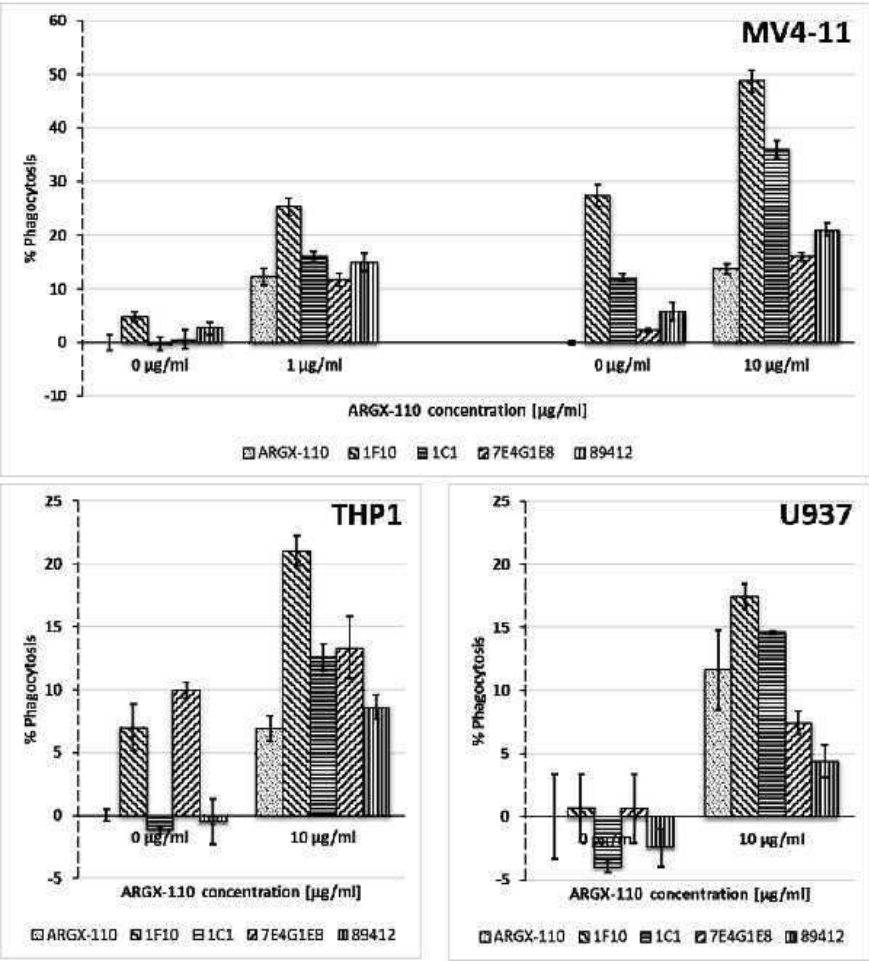 MV4-11
60
50
40
30
20
10
0
-10
% Phagocytosis
0 µg/ml 1 µg/ml 0 µg/ml 10 µg/ml
ARGX-110 concentration [µg/ml]
ARGX-110 1F10 1C1 7E4G1E8 89412
THP1
25
20
15
10
5
0
-5
% Phagocytosis
0 µg/ml 10 µg/ml
ARGX-110 concentration [µg/ml]
ARGX-110 1F10 1C1 7E4G1E8 89412
U937
25
20
15
10
5
0
-5
% Phagocytosis
0 µg/ml 10 µg/ml
ARGX-110 concentration [µg/ml]
ARGX-110 1F10 1C1 7E4G1E8 89412